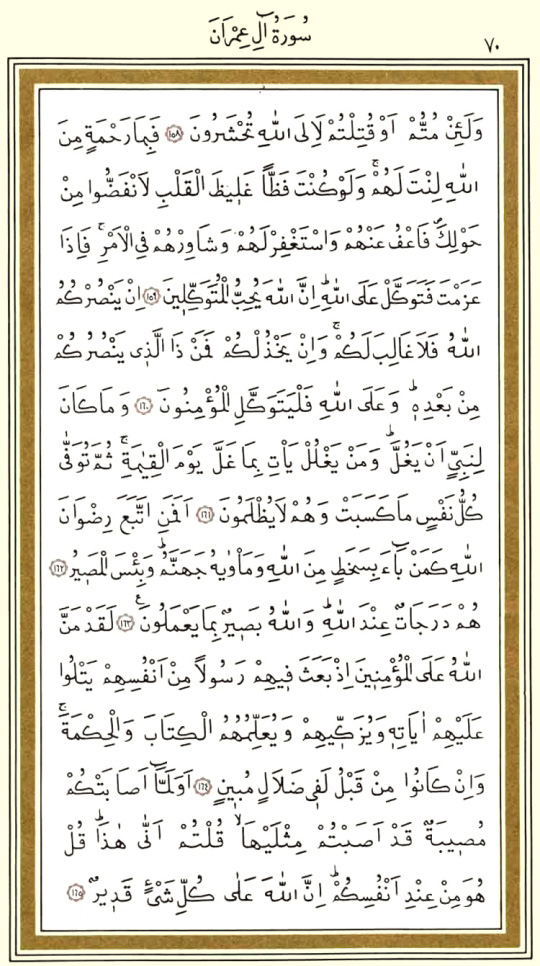 سُورَةُ اٰلِ عِمْرَانَ
٧٠
وَلَئِنْ مُتُّمْ اَوْ قُتِلْتُمْ لَاِلَى اللّٰهِ تُحْشَرُونَ ﴿١٥٨﴾ فَبِمَا رَحْمَةٍ مِنَ
اللّٰهِ لِنْتَ لَهُمْۚ وَلَوْ كُنْتَ فَظًّا غَل۪يظَ الْقَلْبِ لَانْفَضُّوا مِنْ
حَوْلِكَۖ فَاعْفُ عَنْهُمْ وَاسْتَغْفِرْ لَهُمْ وَشَاوِرْهُمْ فِي الْاَمْرِۚ فَاِذَا
عَزَمْتَ فَتَوَكَّلْ عَلَى اللّٰهِۜ اِنَّ اللّٰهَ يُحِبُّ الْمُتَوَكِّل۪ينَ ﴿١٥٩﴾ اِنْ يَنْصُرْكُمُ
اللّٰهُ فَلَا غَالِبَ لَكُمْۚ وَاِنْ يَخْذُلْكُمْ فَمَنْ ذَا الَّذ۪ي يَنْصُرُكُمْ
مِنْ بَعْدِه۪ۜ وَعَلَى اللّٰهِ فَلْيَتَوَكَّلِ الْمُؤْمِنُونَ ﴿١٦٠﴾ وَمَا كَانَ
لِنَبِيٍّ اَنْ يَغُلَّۜ وَمَنْ يَغْلُلْ يَأْتِ بِمَا غَلَّ يَوْمَ الْقِيٰمَةِۚ ثُمَّ تُوَفّٰى
كُلُّ نَفْسٍ مَا كَسَبَتْ وَهُمْ لَا يُظْلَمُونَ ﴿١٦١﴾ اَفَمَنِ اتَّبَعَ رِضْوَانَ
اللّٰهِ كَمَنْ بَٓاءَ بِسَخَطٍ مِنَ اللّٰهِ وَمَأْوٰيهُ جَهَنَّمُۜ وَبِئْسَ الْمَص۪يرُ ﴿١٦٢﴾
هُمْ دَرَجَاتٌ عِنْدَ اللّٰهِۜ وَاللّٰهُ بَص۪يرٌ بِمَا يَعْمَلُونَ ﴿١٦٣﴾ لَقَدْ مَنَّ
اللّٰهُ عَلَى الْمُؤْمِن۪ينَ اِذْ بَعَثَ ف۪يهِمْ رَسُولًا مِنْ اَنْفُسِهِمْ يَتْلُوا
عَلَيْهِمْ اٰيَاتِه۪ وَيُزَكّ۪يهِمْ وَيُعَلِّمُهُمُ الْكِتَابَ وَالْحِكْمَةَۚ
وَاِنْ كَانُوا مِنْ قَبْلُ لَف۪ي ضَلَالٍ مُب۪ينٍ ﴿١٦٤﴾ اَوَلَمَّٓا اَصَابَتْكُمْ
مُص۪يبَةٌ قَدْ اَصَبْتُمْ مِثْلَيْهَاۙ قُلْتُمْ اَنّٰى هٰذَاۜ قُلْ
هُوَ مِنْ عِنْدِ اَنْفُسِكُمْۜ اِنَّ اللّٰهَ عَلٰى كُلِّ شَيْءٍ قَد۪يرٌ ﴿١٦٥﴾